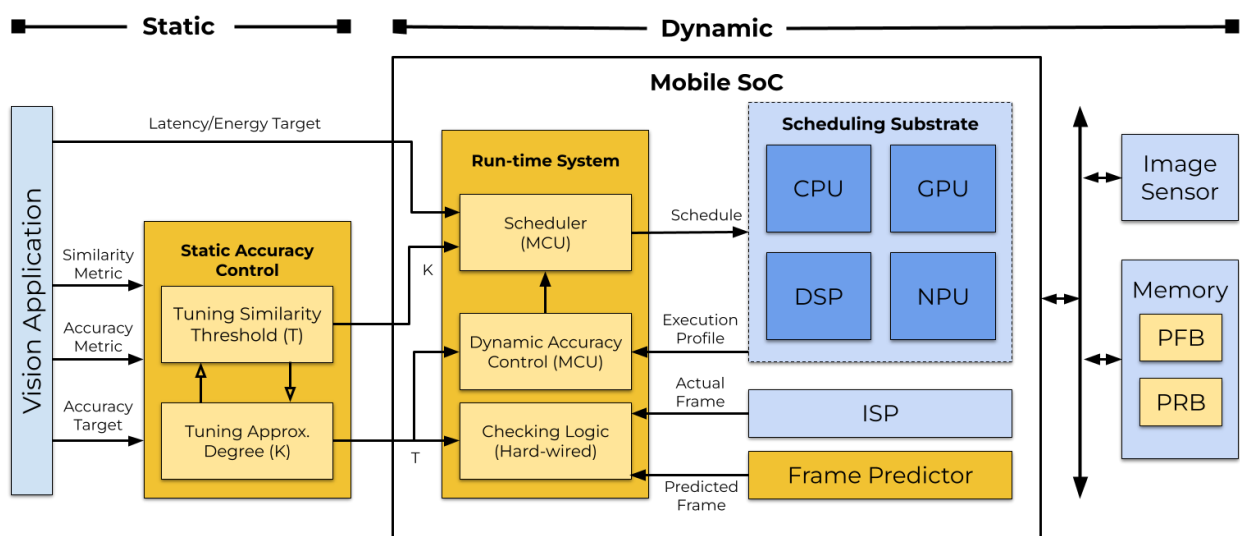 Static
Dynamic
Mobile SoC
Vision Application
Latency/Energy Target
Similarity
Metric
Accuracy
Metric
Accuracy
Target
Static Accuracy
Control
Tuning Similarity
Threshold (T)
Tuning Approx.
Degree (K)
K
T
Run-time System
Scheduler
(MCU)
Dynamic Accuracy
Control (MCU)
Checking Logic
(Hard-wired)
Schedule
Execution
Profile
Actual
Frame
Predicted
Frame
Scheduling Substrate
CPU
GPU
DSP
NPU
ISP
Frame Predictor
Image
Sensor
Memory
PFB
PRB